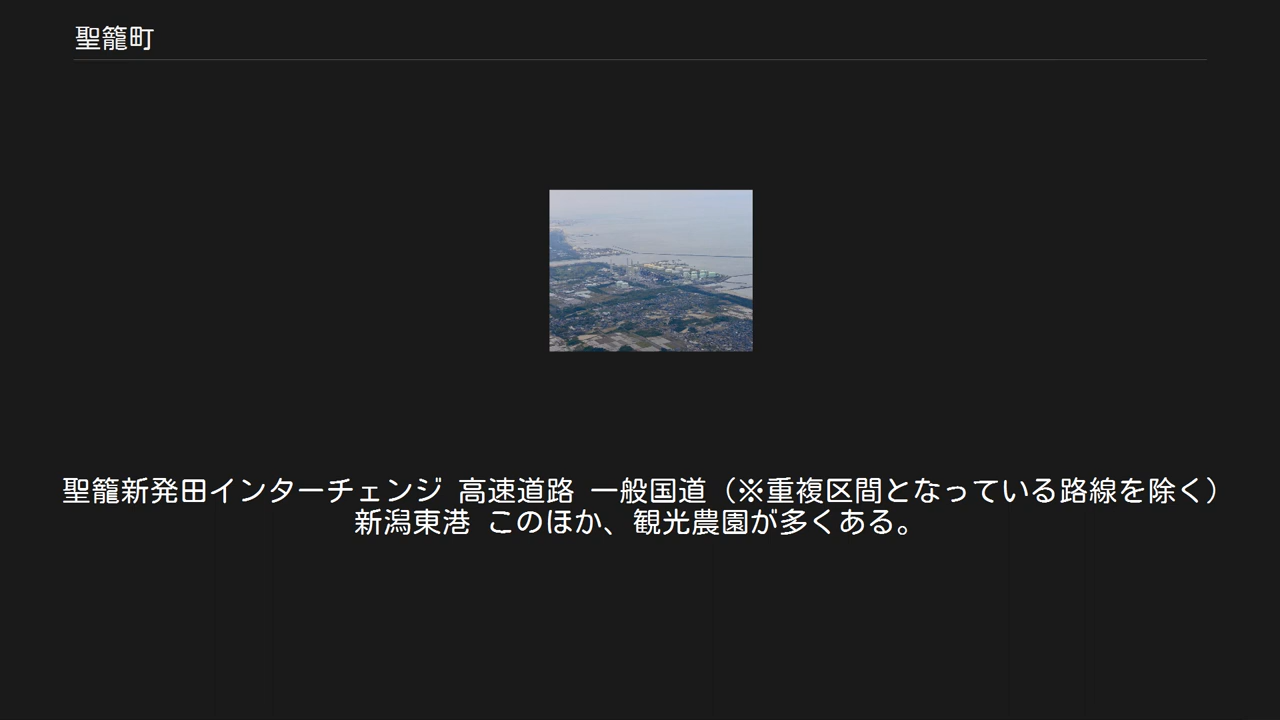 聖籠町
聖籠新発田インターチェンジ 高速道路 一般国道（※重複区間となっている路線を除く）
新潟東港 このほか、観光農園が多くある。